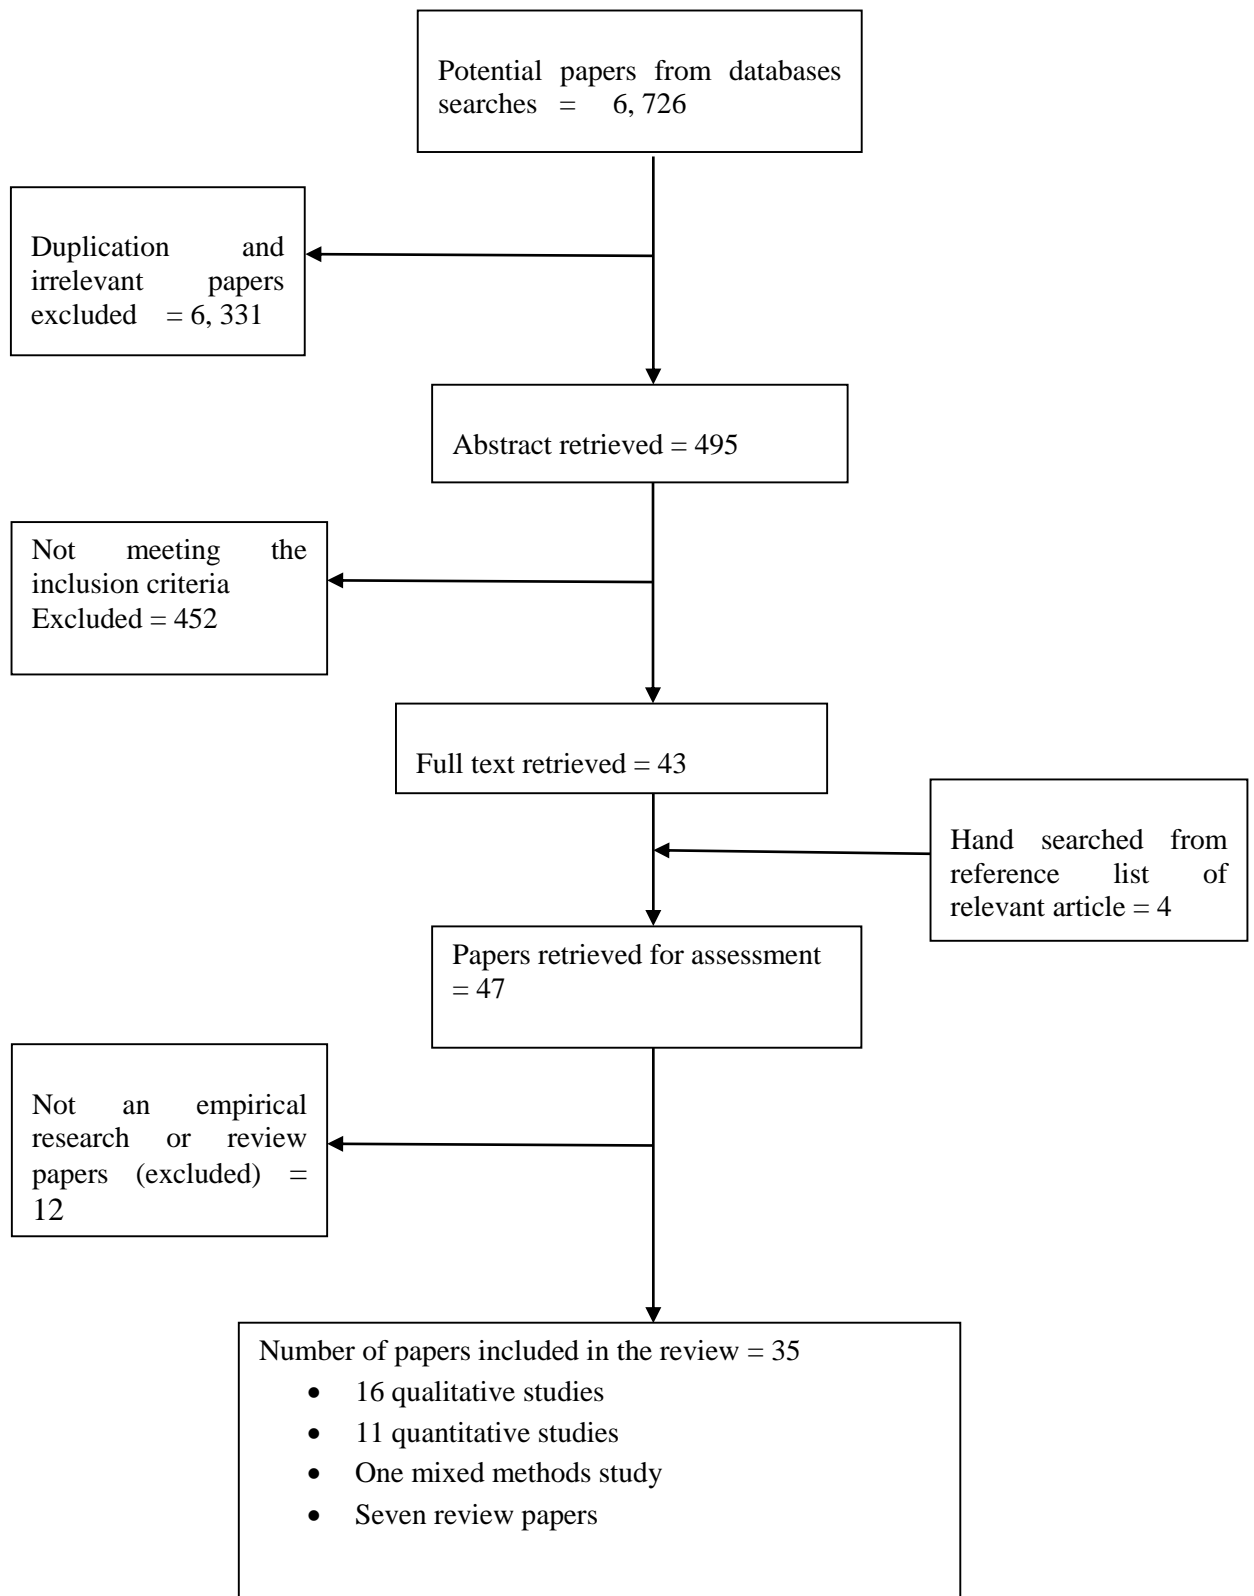 Potential papers from databases
searches = 6, 726
Duplication and
irrelevant papers
excluded = 6, 331
Abstract retrieved = 495
Not meeting the
inclusion criteria
Excluded = 452
Full text retrieved = 43
Hand searched from
reference list of
relevant article = 4
Papers retrieved for assessment
= 47
Not an empirical
research or review
papers (excluded) =
12
Number of papers included in the review = 35
• 16 qualitative studies
• 11 quantitative studies
• One mixed methods study
• Seven review papers